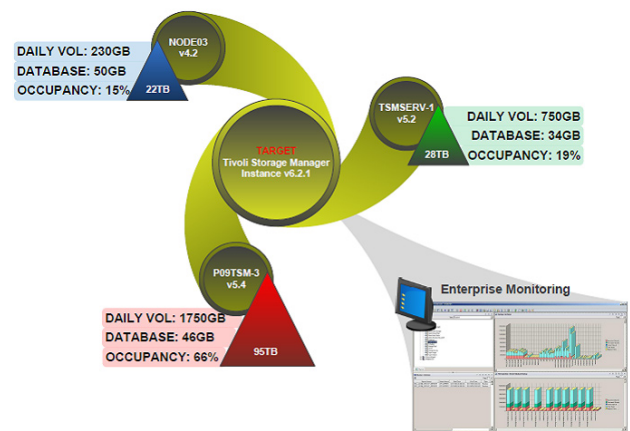 NODE03
v4.2
DAILY VOL: 230GB
DATABASE: 50GB
OCCUPANCY: 15%
22TB
TSMSERV-1
v5.2
DAILY VOL: 750GB
DATABASE: 34GB
OCCUPANCY: 19%
28TB
TARGET
Tivoli Storage Manager
Instance v6.2.1
P09TSM-3
v5.4
DAILY VOL: 1750GB
DATABASE: 46GB
OCCUPANCY: 66%
95TB
Enterprise Monitoring